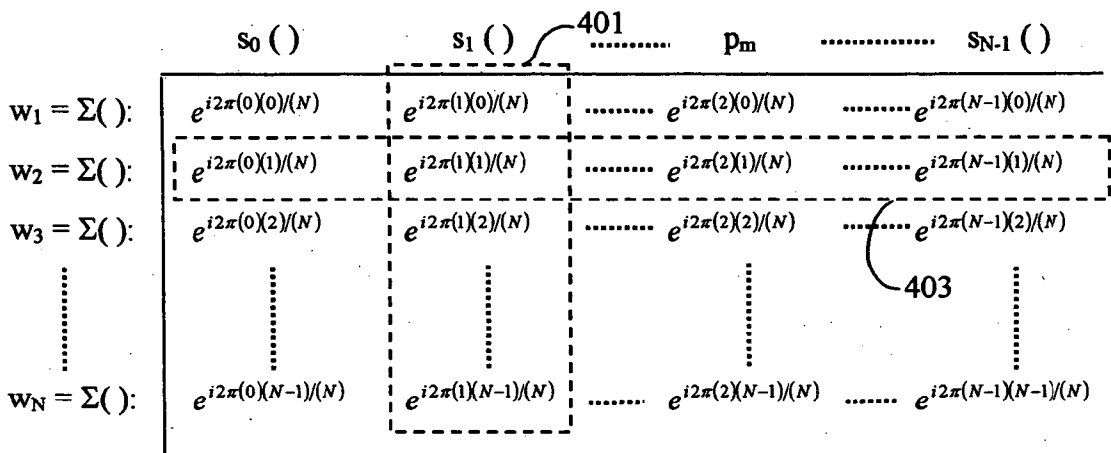 401
s₀ ( ) s₁ ( ) ........ pₘ ........ s_{N-1} ( )
w₁ = Σ( ): e^{i2π(0)(0)/(N)} e^{i2π(1)(0)/(N)} ........ e^{i2π(2)(0)/(N)} ........ e^{i2π(N−1)(0)/(N)}
w₂ = Σ( ): e^{i2π(0)(1)/(N)} e^{i2π(1)(1)/(N)} ........ e^{i2π(2)(1)/(N)} ........ e^{i2π(N−1)(1)/(N)}
w₃ = Σ( ): e^{i2π(0)(2)/(N)} e^{i2π(1)(2)/(N)} ........ e^{i2π(2)(2)/(N)} ........ e^{i2π(N−1)(2)/(N)}
403
w_N = Σ( ): e^{i2π(0)(N−1)/(N)} e^{i2π(1)(N−1)/(N)} ........ e^{i2π(2)(N−1)/(N)} ........ e^{i2π(N−1)(N−1)/(N)}